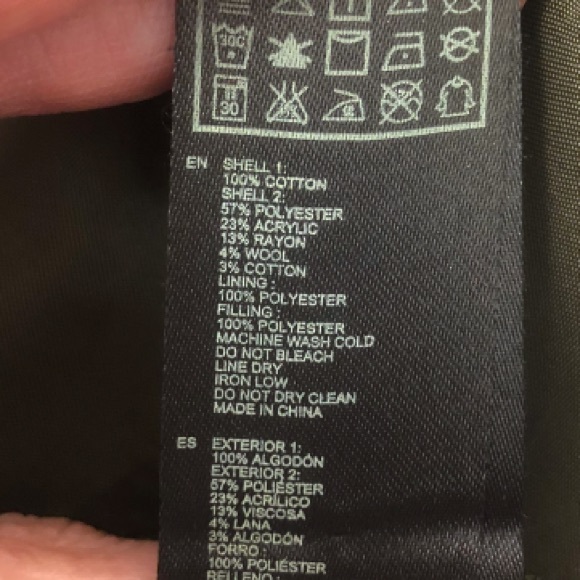 30
EN SHELL 1:
100% COTTON
SHELL 2:
57% POLYESTER
23% ACRYLIC
13% RAYON
4% WOOL
3% COTTON
LINING :
100% POLYESTER
FILLING :
100% POLYESTER
MACHINE WASH COLD
DO NOT BLEACH
LINE DRY
IRON LOW
DO NOT DRY CLEAN
MADE IN CHINA
ES EXTERIOR 1:
100% ALGODÓN
EXTERIOR 2:
57% POLIÉSTER
23% ACRÍLICO
13% VISCOSA
4% LANA
3% ALGODÓN
FORRO :
100% POLIÉSTER
RELLENO :